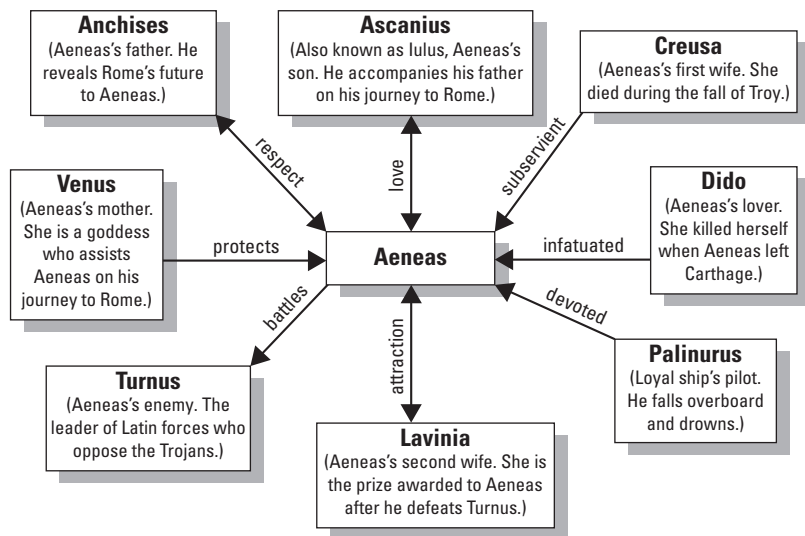 Anchises
(Aeneas's father. He
reveals Rome's future
to Aeneas.)
Ascanius
(Also known as Iulus, Aeneas's
son. He accompanies his father
on his journey to Rome.)
Creusa
(Aeneas's first wife. She
died during the fall of Troy.)
respect
love
subservient
Venus
(Aeneas's mother.
She is a goddess
who assists
Aeneas on his
journey to Rome.)
protects
Aeneas
infatuated
Dido
(Aeneas's lover.
She killed herself
when Aeneas left
Carthage.)
battles
attraction
devoted
Turnus
(Aeneas's enemy. The
leader of Latin forces who
oppose the Trojans.)
Lavinia
(Aeneas's second wife. She is
the prize awarded to Aeneas
after he defeats Turnus.)
Palinurus
(Loyal ship's pilot.
He falls overboard
and drowns.)